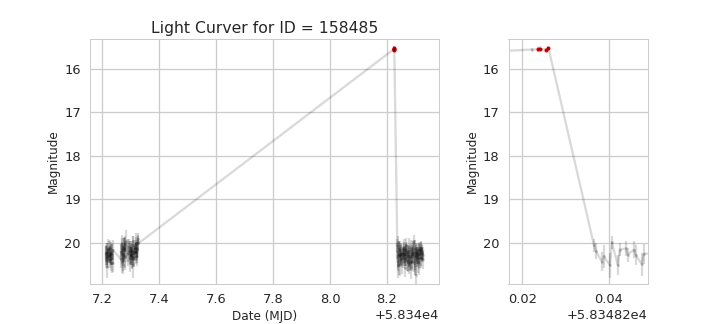 Light Curver for ID = 158485
Magnitude
16
17
18
19
20
7.2 7.4 7.6 7.8 8.0 8.2
Date (MJD)
+5.834e4
Magnitude
16
17
18
19
20
0.02 0.04
+5.83482e4